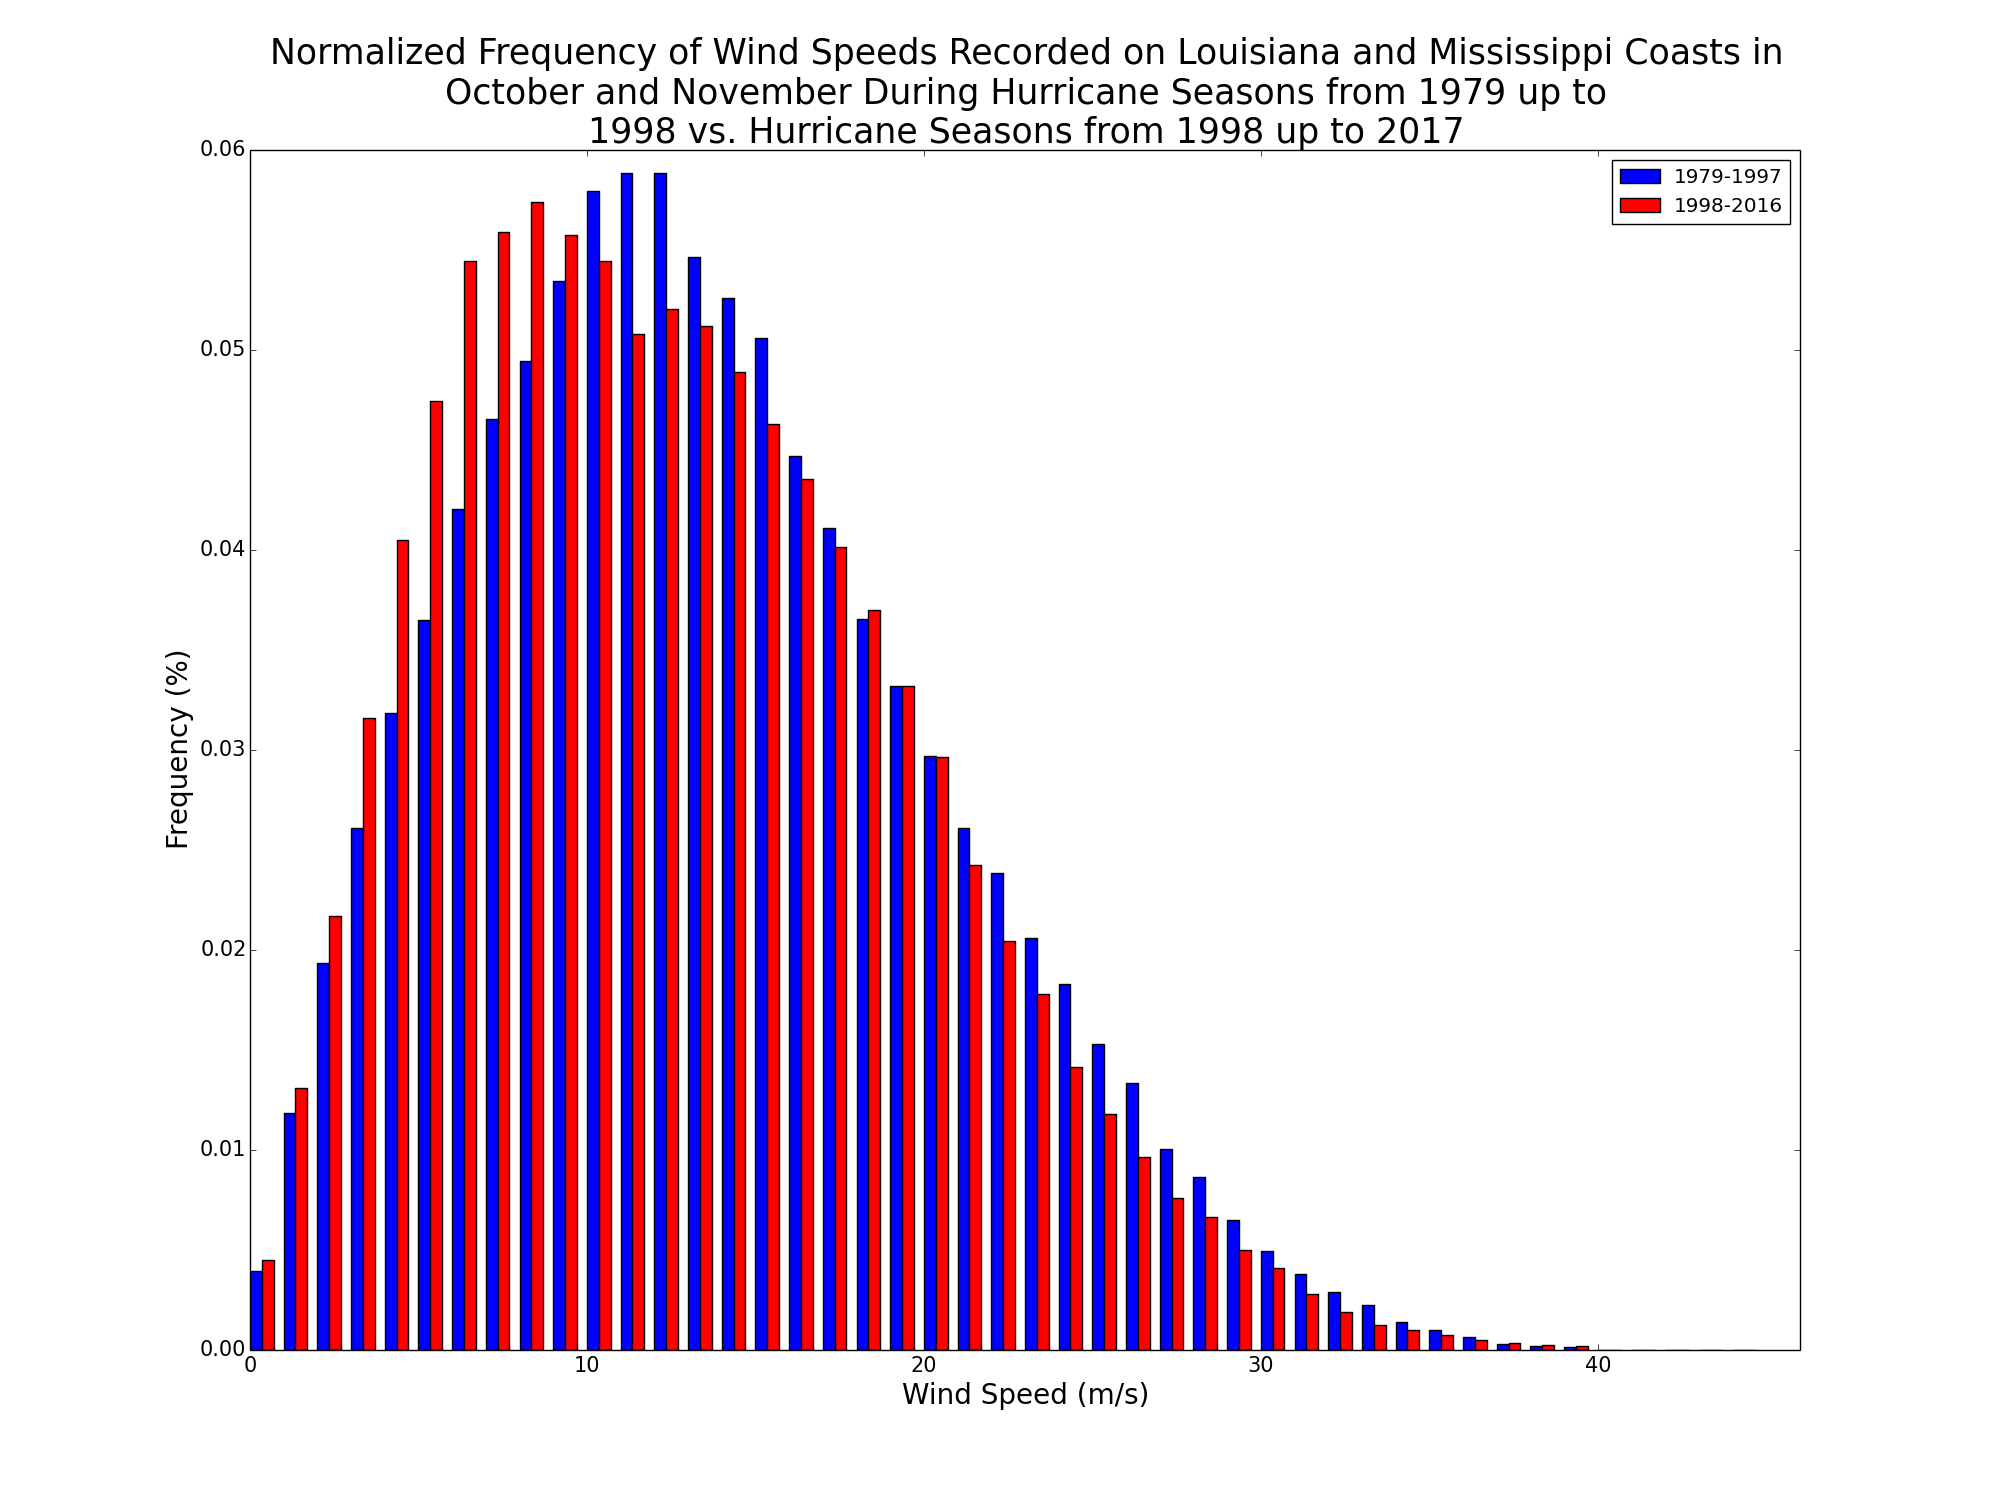 Normalized Frequency of Wind Speeds Recorded on Louisiana and Mississippi Coasts in
October and November During Hurricane Seasons from 1979 up to
1998 vs. Hurricane Seasons from 1998 up to 2017
1979-1997
1998-2016
0.06
0.05
0.04
0.03
0.02
0.01
0.00
Frequency (%)
0 10 20 30 40
Wind Speed (m/s)